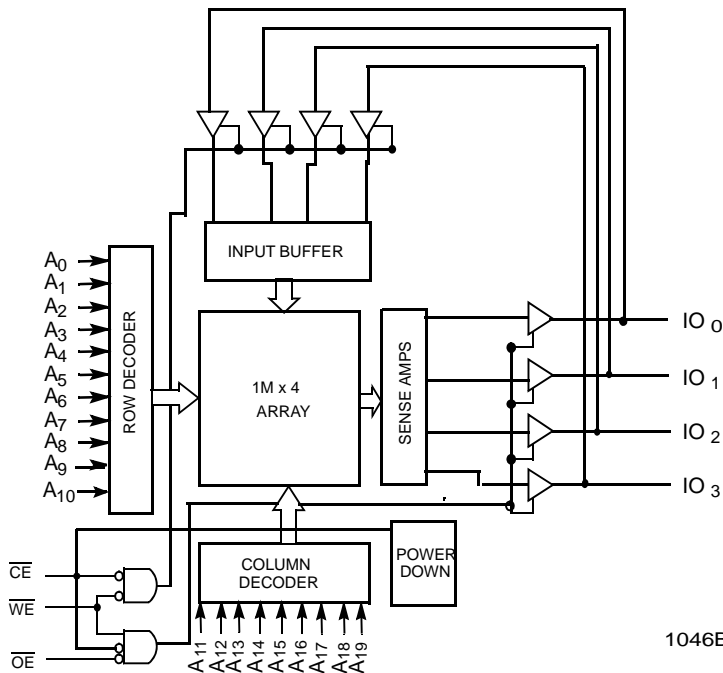 INPUT BUFFER
A0
A1
A2
A3
A4
A5
A6
A7
A8
A9
A10
ROW DECODER
1M x 4
ARRAY
SENSE AMPS
IO 0
IO 1
IO 2
IO 3
COLUMN
DECODER
POWER
DOWN
CE
WE
OE
A11
A12
A13
A14
A15
A16
A17
A18
A19
1046B